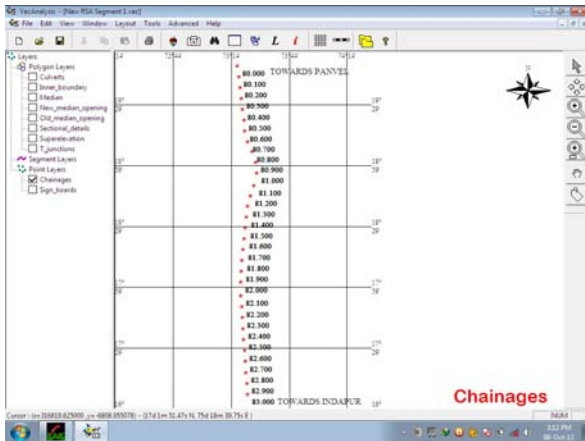 VecAnalysis - [New RSA Segment 1.vec]
File Edit View Window Layout Tools Advanced Help
Layers
Polygon Layers
Culverts
Inner_boundary
Median
New_median_opening
Old_median_opening
Sectional_details
Superelevation
T_junctions
Segment Layers
Point Layers
Chainages
Sign_boards
80.000 TOWARDS PANVEL
80.100
80.200
80.300
80.400
80.500
80.600
80.700
80.800
80.900
81.000
81.100
81.200
81.300
81.400
81.500
81.600
81.700
81.800
81.900
82.000
82.100
82.200
82.300
82.400
82.500
82.600
82.700
82.800
82.900
83.000 TOWARDS INDAPUR
Chainages
NUM
3:12 PM